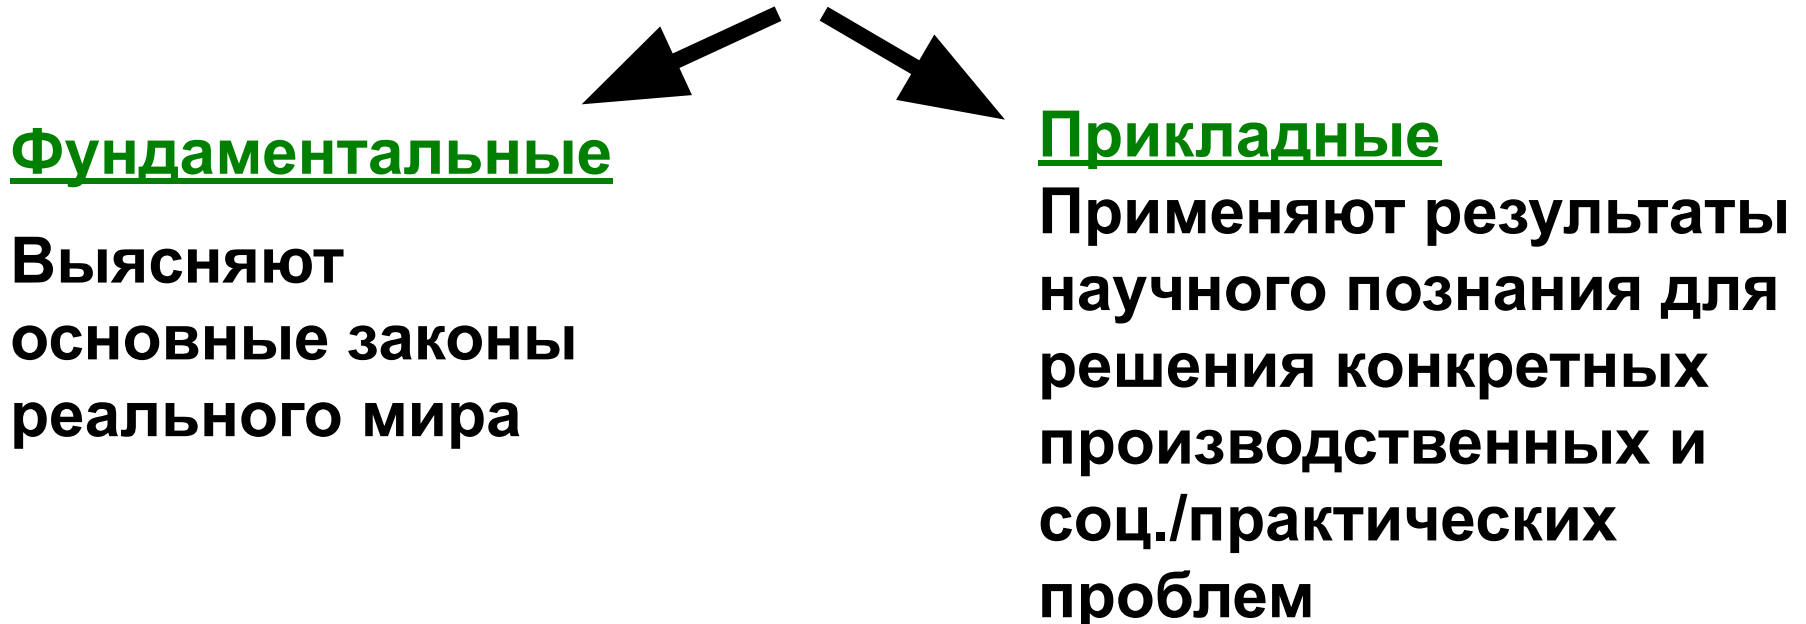 Фундаментальные
Выясняют
основные законы
реального мира
Прикладные
Применяют результаты
научного познания для
решения конкретных
производственных и
соц./практических
проблем